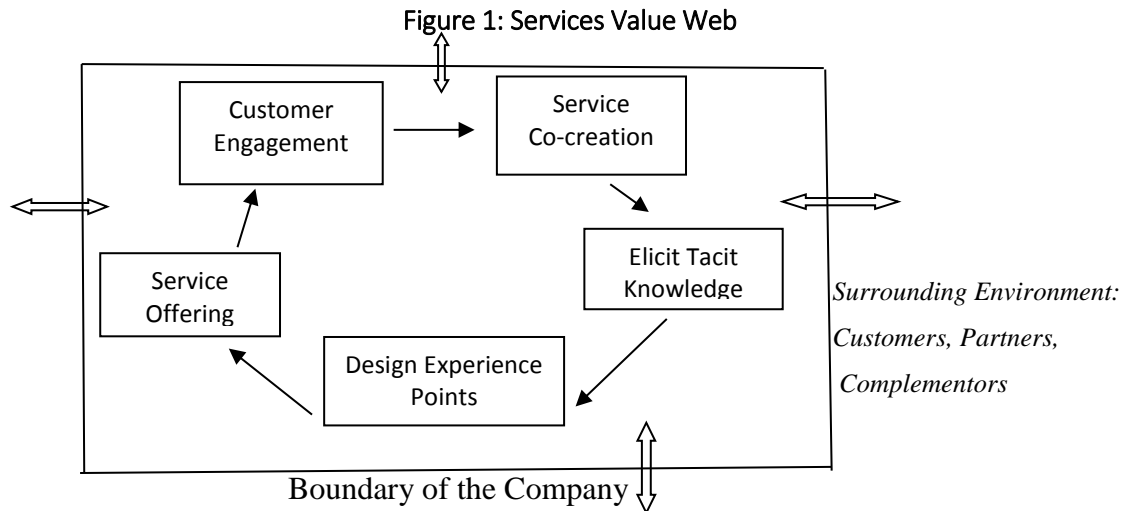 Figure 1: Services Value Web
Customer
Engagement
Service
Co-creation
Elicit Tacit
Knowledge
Service
Offering
Surrounding Environment:
Customers, Partners,
Complementors
Design Experience
Points
Boundary of the Company